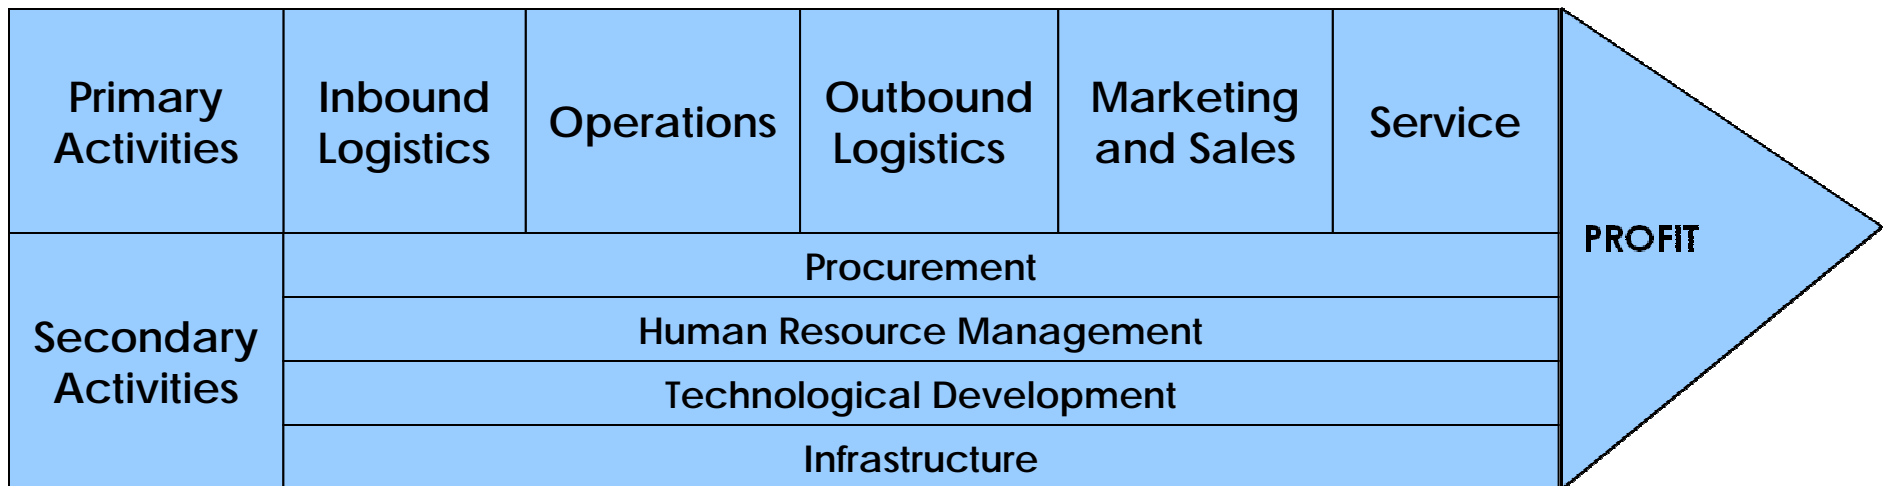 Primary
Activities
Inbound
Logistics
Operations
Outbound
Logistics
Marketing
and Sales
Service
PROFIT
Secondary
Activities
Procurement
Human Resource Management
Technological Development
Infrastructure